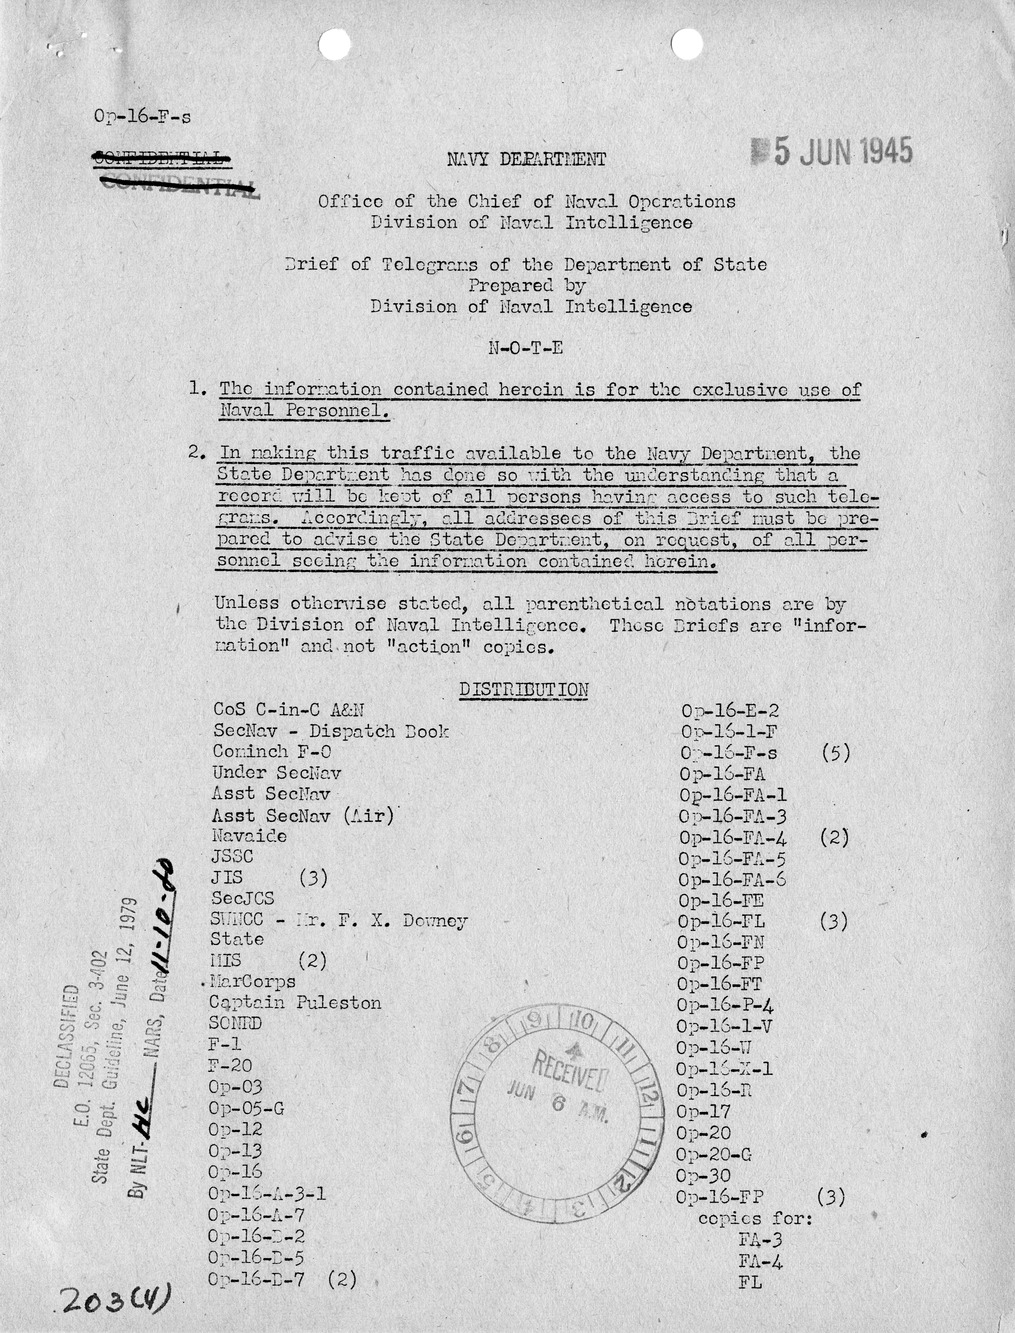 Op-16-F-s
CONFIDENTIAL
CONFIDENTIAL
5 JUN 1945
NAVY DEPARTMENT
Office of the Chief of Naval Operations
Division of Naval Intelligence
Brief of Telegrams of the Department of State
Prepared by
Division of Naval Intelligence
N-O-T-E
1. The information contained herein is for the exclusive use of
Naval Personnel.
2. In making this traffic available to the Navy Department, the
State Department has done so with the understanding that a
record will be kept of all persons having access to such tele-
grams. Accordingly, all addressees of this Brief must be pre-
pared to advise the State Department, on request, of all per-
sonnel seeing the information contained herein.
Unless otherwise stated, all parenthetical notations are by
the Division of Naval Intelligence. These Briefs are "infor-
mation" and not "action" copies.
DISTRIBUTION
CoS C-in-C A&N
SecNav - Dispatch Book
Cominch F-O
Under SecNav
Asst SecNav
Asst SecNav (Air)
Navaide
JSSC
JIS (3)
SecJCS
SWNCC - Mr. F. X. Downey
State
MIS (2)
MarCorps
Captain Puleston
SONRD
F-1
F-20
Op-03
Op-05-G
Op-12
Op-13
Op-16
Op-16-A-3-1
Op-16-A-7
Op-16-B-2
Op-16-B-5
Op-16-B-7 (2)
Op-16-E-2
Op-16-1-F
Op-16-F-s (5)
Op-16-FA
Op-16-FA-1
Op-16-FA-3
Op-16-FA-4 (2)
Op-16-FA-5
Op-16-FA-6
Op-16-FE
Op-16-FL (3)
Op-16-FN
Op-16-FP
Op-16-FT
Op-16-P-4
Op-16-1-V
Op-16-W
Op-16-X-1
Op-16-R
Op-17
Op-20
Op-20-G
Op-30
Op-16-FP (3)
copies for:
FA-3
FA-4
FL
9 10 11 12 1 2 3 4 5 6 7 8
RECEIVED
JUN 6 A.M.
DECLASSIFIED
E.O. 12065, Sec. 3-402
State Dept. Guideline, June 12, 1979
By NLT-HC NARS, Date 11-10-80
203(4)